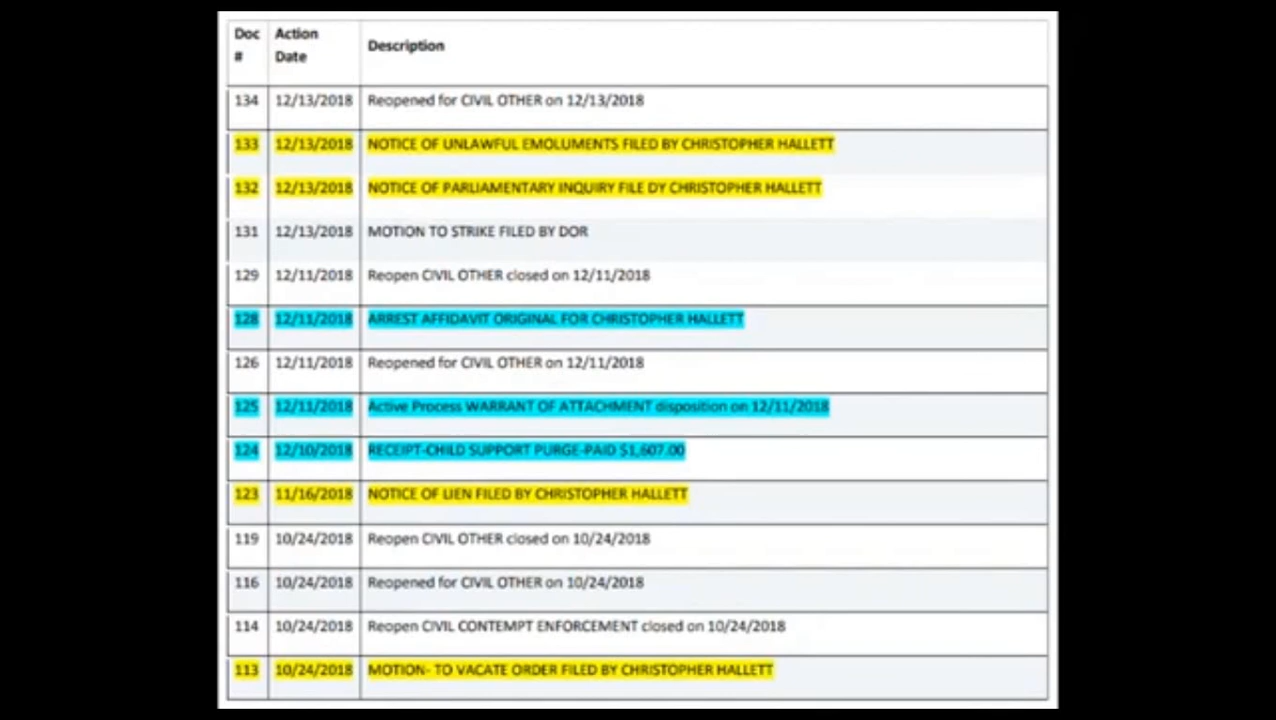 Doc # Action Date Description
134 12/13/2018 Reopened for CIVIL OTHER on 12/13/2018
133 12/13/2018 NOTICE OF UNLAWFUL EMOLUMENTS FILED BY CHRISTOPHER HALLETT
132 12/13/2018 NOTICE OF PARLIAMENTARY INQUIRY FILE DY CHRISTOPHER HALLETT
131 12/13/2018 MOTION TO STRIKE FILED BY DOR
129 12/11/2018 Reopen CIVIL OTHER closed on 12/11/2018
128 12/11/2018 ARREST AFFIDAVIT ORIGINAL FOR CHRISTOPHER HALLETT
126 12/11/2018 Reopened for CIVIL OTHER on 12/11/2018
125 12/11/2018 Active Process WARRANT OF ATTACHMENT disposition on 12/11/2018
124 12/10/2018 RECEIPT-CHILD SUPPORT PURGE-PAID $1,607.00
123 11/16/2018 NOTICE OF LIEN FILED BY CHRISTOPHER HALLETT
119 10/24/2018 Reopen CIVIL OTHER closed on 10/24/2018
116 10/24/2018 Reopened for CIVIL OTHER on 10/24/2018
114 10/24/2018 Reopen CIVIL CONTEMPT ENFORCEMENT closed on 10/24/2018
113 10/24/2018 MOTION- TO VACATE ORDER FILED BY CHRISTOPHER HALLETT